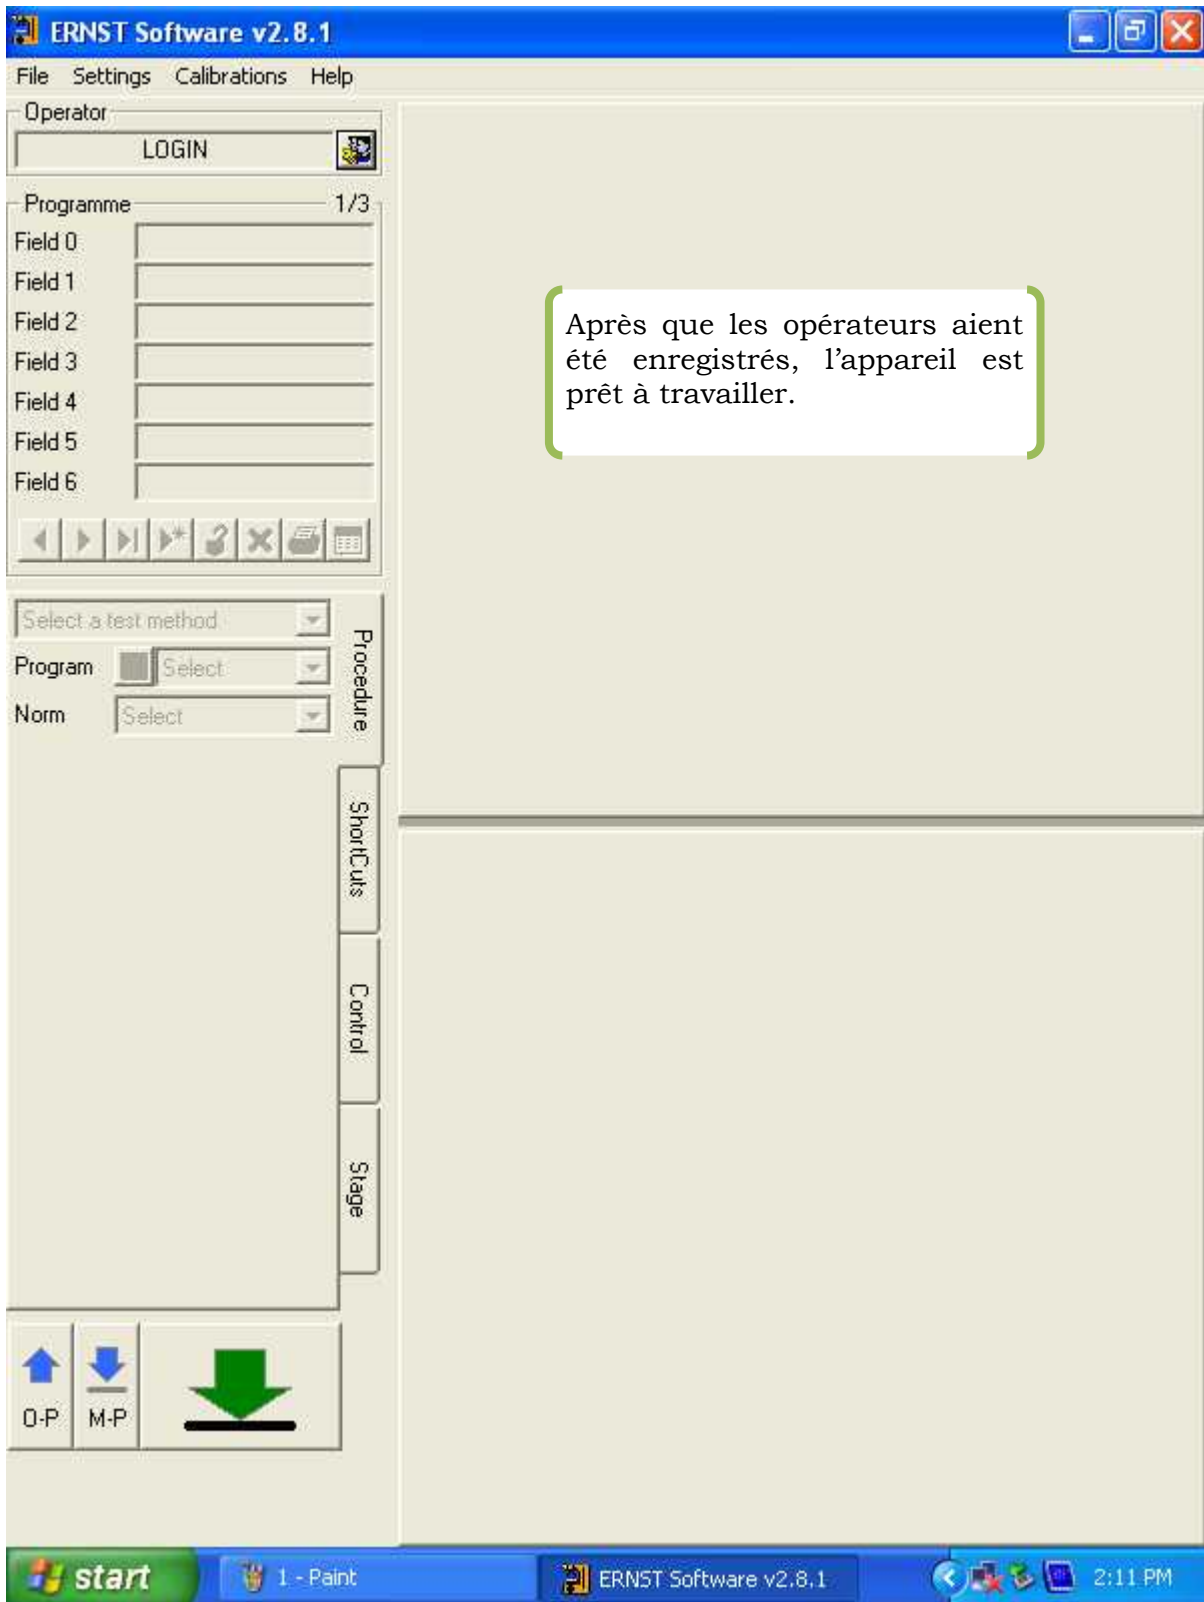 ERNST Software v2.8.1
File Settings Calibrations Help
Operator
LOGIN
Programme 1/3
Field 0
Field 1
Field 2
Field 3
Field 4
Field 5
Field 6
Après que les opérateurs aient
été enregistrés, l’appareil est
prêt à travailler.
Select a test method
Program Select
Norm Select
Procedure
ShortCuts
Control
Stage
O-P M-P
start 1 - Paint ERNST Software v2.8.1 2:11 PM